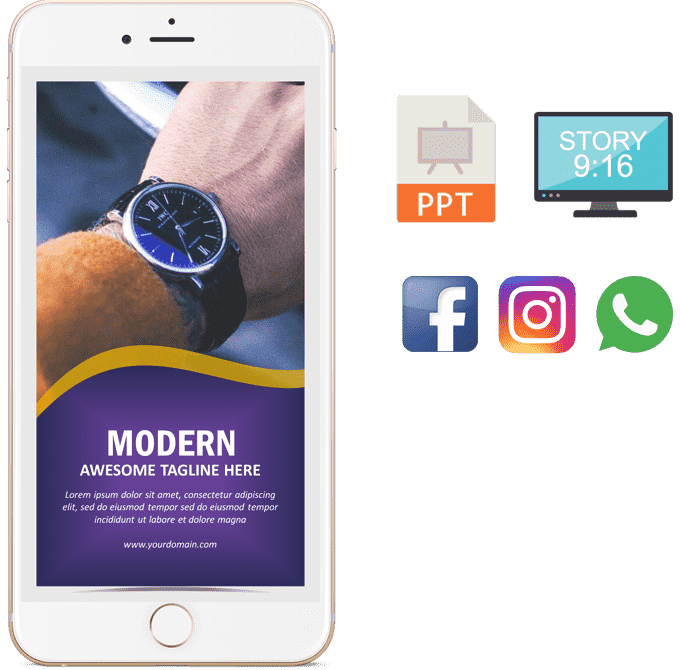 IWC
MODERN
AWESOME TAGLINE HERE
Lorem ipsum dolor sit amet, consectetur adipiscing
elit, sed do eiusmod tempor sed do eiusmod tempor
incididunt ut labore et dolore magna
www.yourdomain.com
PPT
STORY
9:16